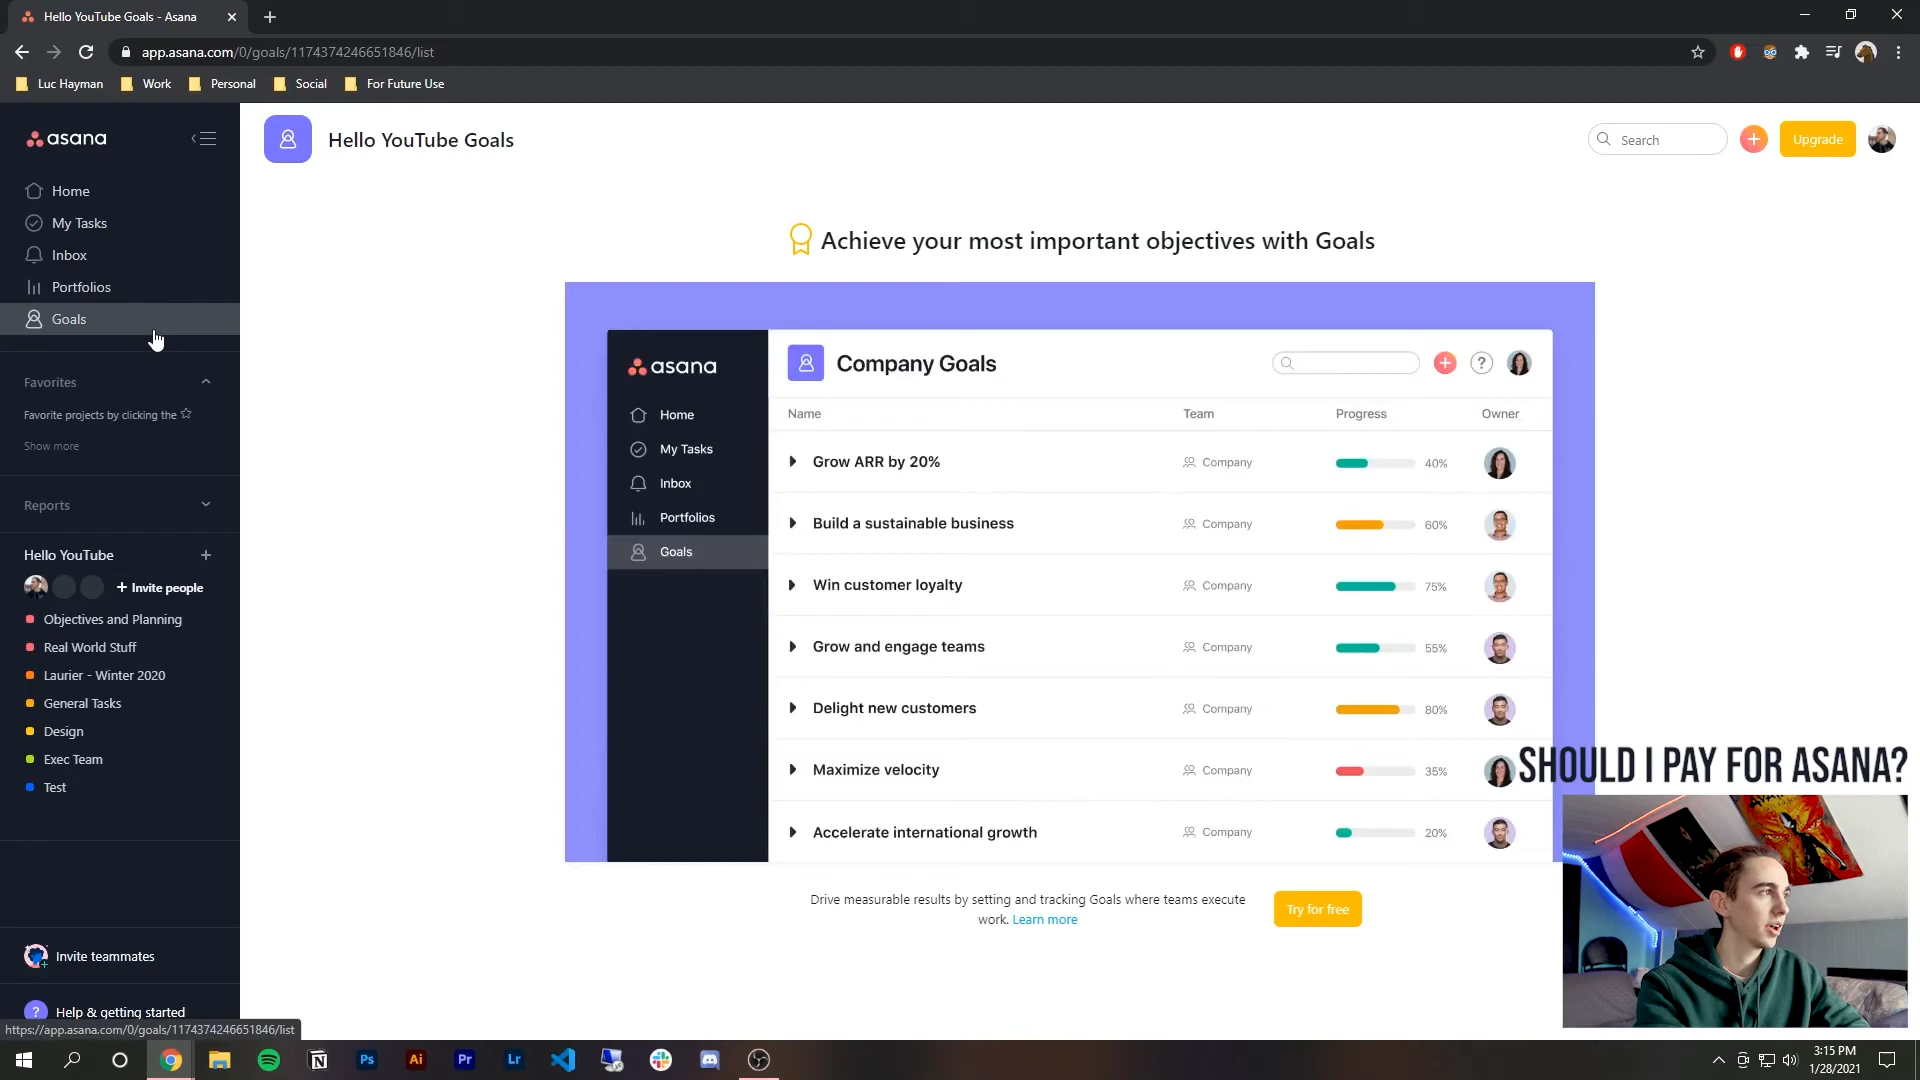 Hello YouTube Goals - Asana
app.asana.com/0/goals/1174374246651846/list
Luc Hayman
Work
Personal
Social
For Future Use
asana
Home
My Tasks
Inbox
Portfolios
Goals
Favorites
Favorite projects by clicking the
Show more
Reports
Hello YouTube
Invite people
Objectives and Planning
Real World Stuff
Laurier - Winter 2020
General Tasks
Design
Exec Team
Test
Invite teammates
? Help & getting started
https://app.asana.com/0/goals/1174374246651846/list
Hello YouTube Goals
Search
Upgrade
Achieve your most important objectives with Goals
asana
Home
My Tasks
Inbox
Portfolios
Goals
Company Goals
?
Name Team Progress Owner
Grow ARR by 20% Company 40%
Build a sustainable business Company 60%
Win customer loyalty Company 75%
Grow and engage teams Company 55%
Delight new customers Company 80%
Maximize velocity Company 35%
Accelerate international growth Company 20%
Drive measurable results by setting and tracking Goals where teams execute
work. Learn more
Try for free
SHOULD I PAY FOR ASANA?
Ps
Ai
Pr
Lr
3:15 PM
1/28/2021